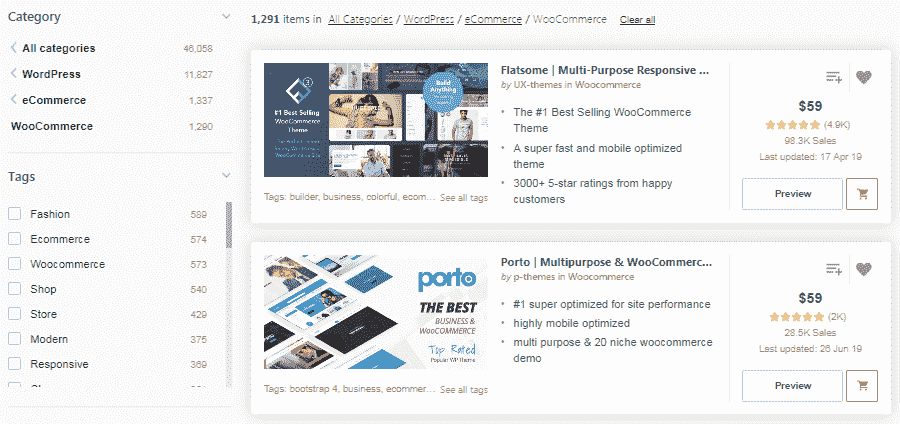 Category
All categories 46,058
WordPress 11,827
eCommerce 1,337
WooCommerce 1,290
Tags
Fashion 589
Ecommerce 574
Woocommerce 573
Shop 540
Store 429
Modern 375
Responsive 369
1,291 items in All Categories / WordPress / eCommerce / WooCommerce Clear all
3
#1 Best Selling
WooCommerce
Theme
Build
Anything
Tags: builder, business, colorful, ecom... See all tags
Flatsome | Multi-Purpose Responsive ...
by UX-themes in Woocommerce
• The #1 Best Selling WooCommerce
Theme
• A super fast and mobile optimized
theme
• 3000+ 5-star ratings from happy
customers
$59
(4.9K)
98.3K Sales
Last updated: 17 Apr 19
Preview
porto
THE BEST
BUSINESS &
WOOCOMMERCE
Top Rated
Popular WP Theme
Tags: bootstrap 4, business, ecommer... See all tags
Porto | Multipurpose & WooCommerc...
by p-themes in Woocommerce
• #1 super optimized for site performance
• highly mobile optimized
• multi purpose & 20 niche woocommerce
demo
$59
(2K)
28.5K Sales
Last updated: 26 Jun 19
Preview